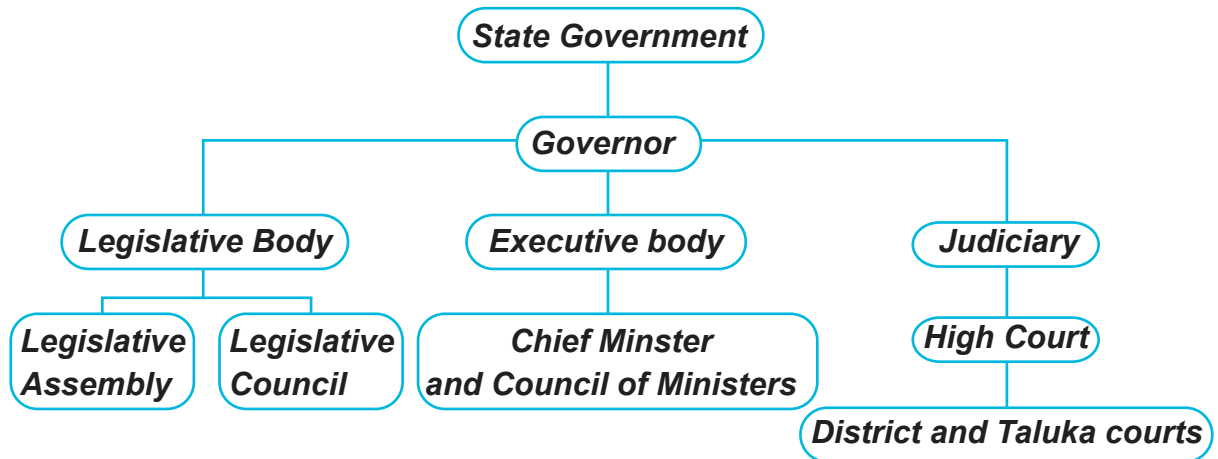 State Government
Governor
Legislative Body
Executive body
Judiciary
Legislative
Assembly
Legislative
Council
Chief Minster
and Council of Ministers
High Court
District and Taluka courts